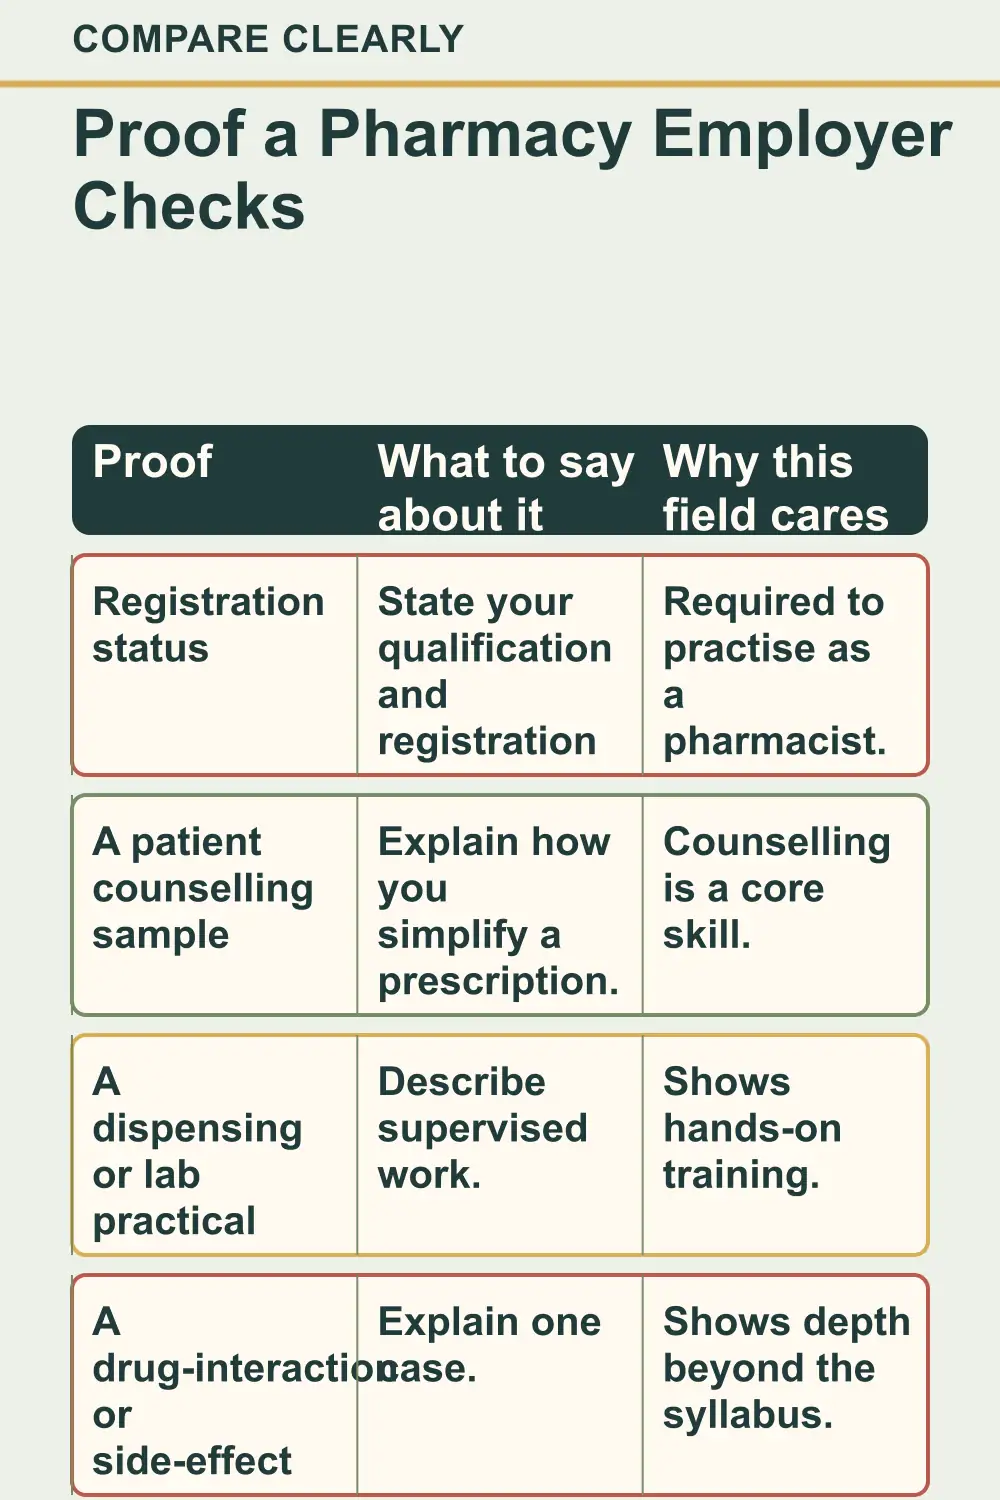 COMPARE CLEARLY
Proof a Pharmacy Employer
Checks
Proof
What to say
about it
Why this
field cares
Registration
status
State your
qualification
and
registration
Required to
practise as
a
pharmacist.
A patient
counselling
sample
Explain how
you
simplify a
prescription.
Counselling
is a core
skill.
A
dispensing
or lab
practical
Describe
supervised
work.
Shows
hands-on
training.
A
drug-interaction
or
side-effect
Explain one
case.
Shows depth
beyond the
syllabus.